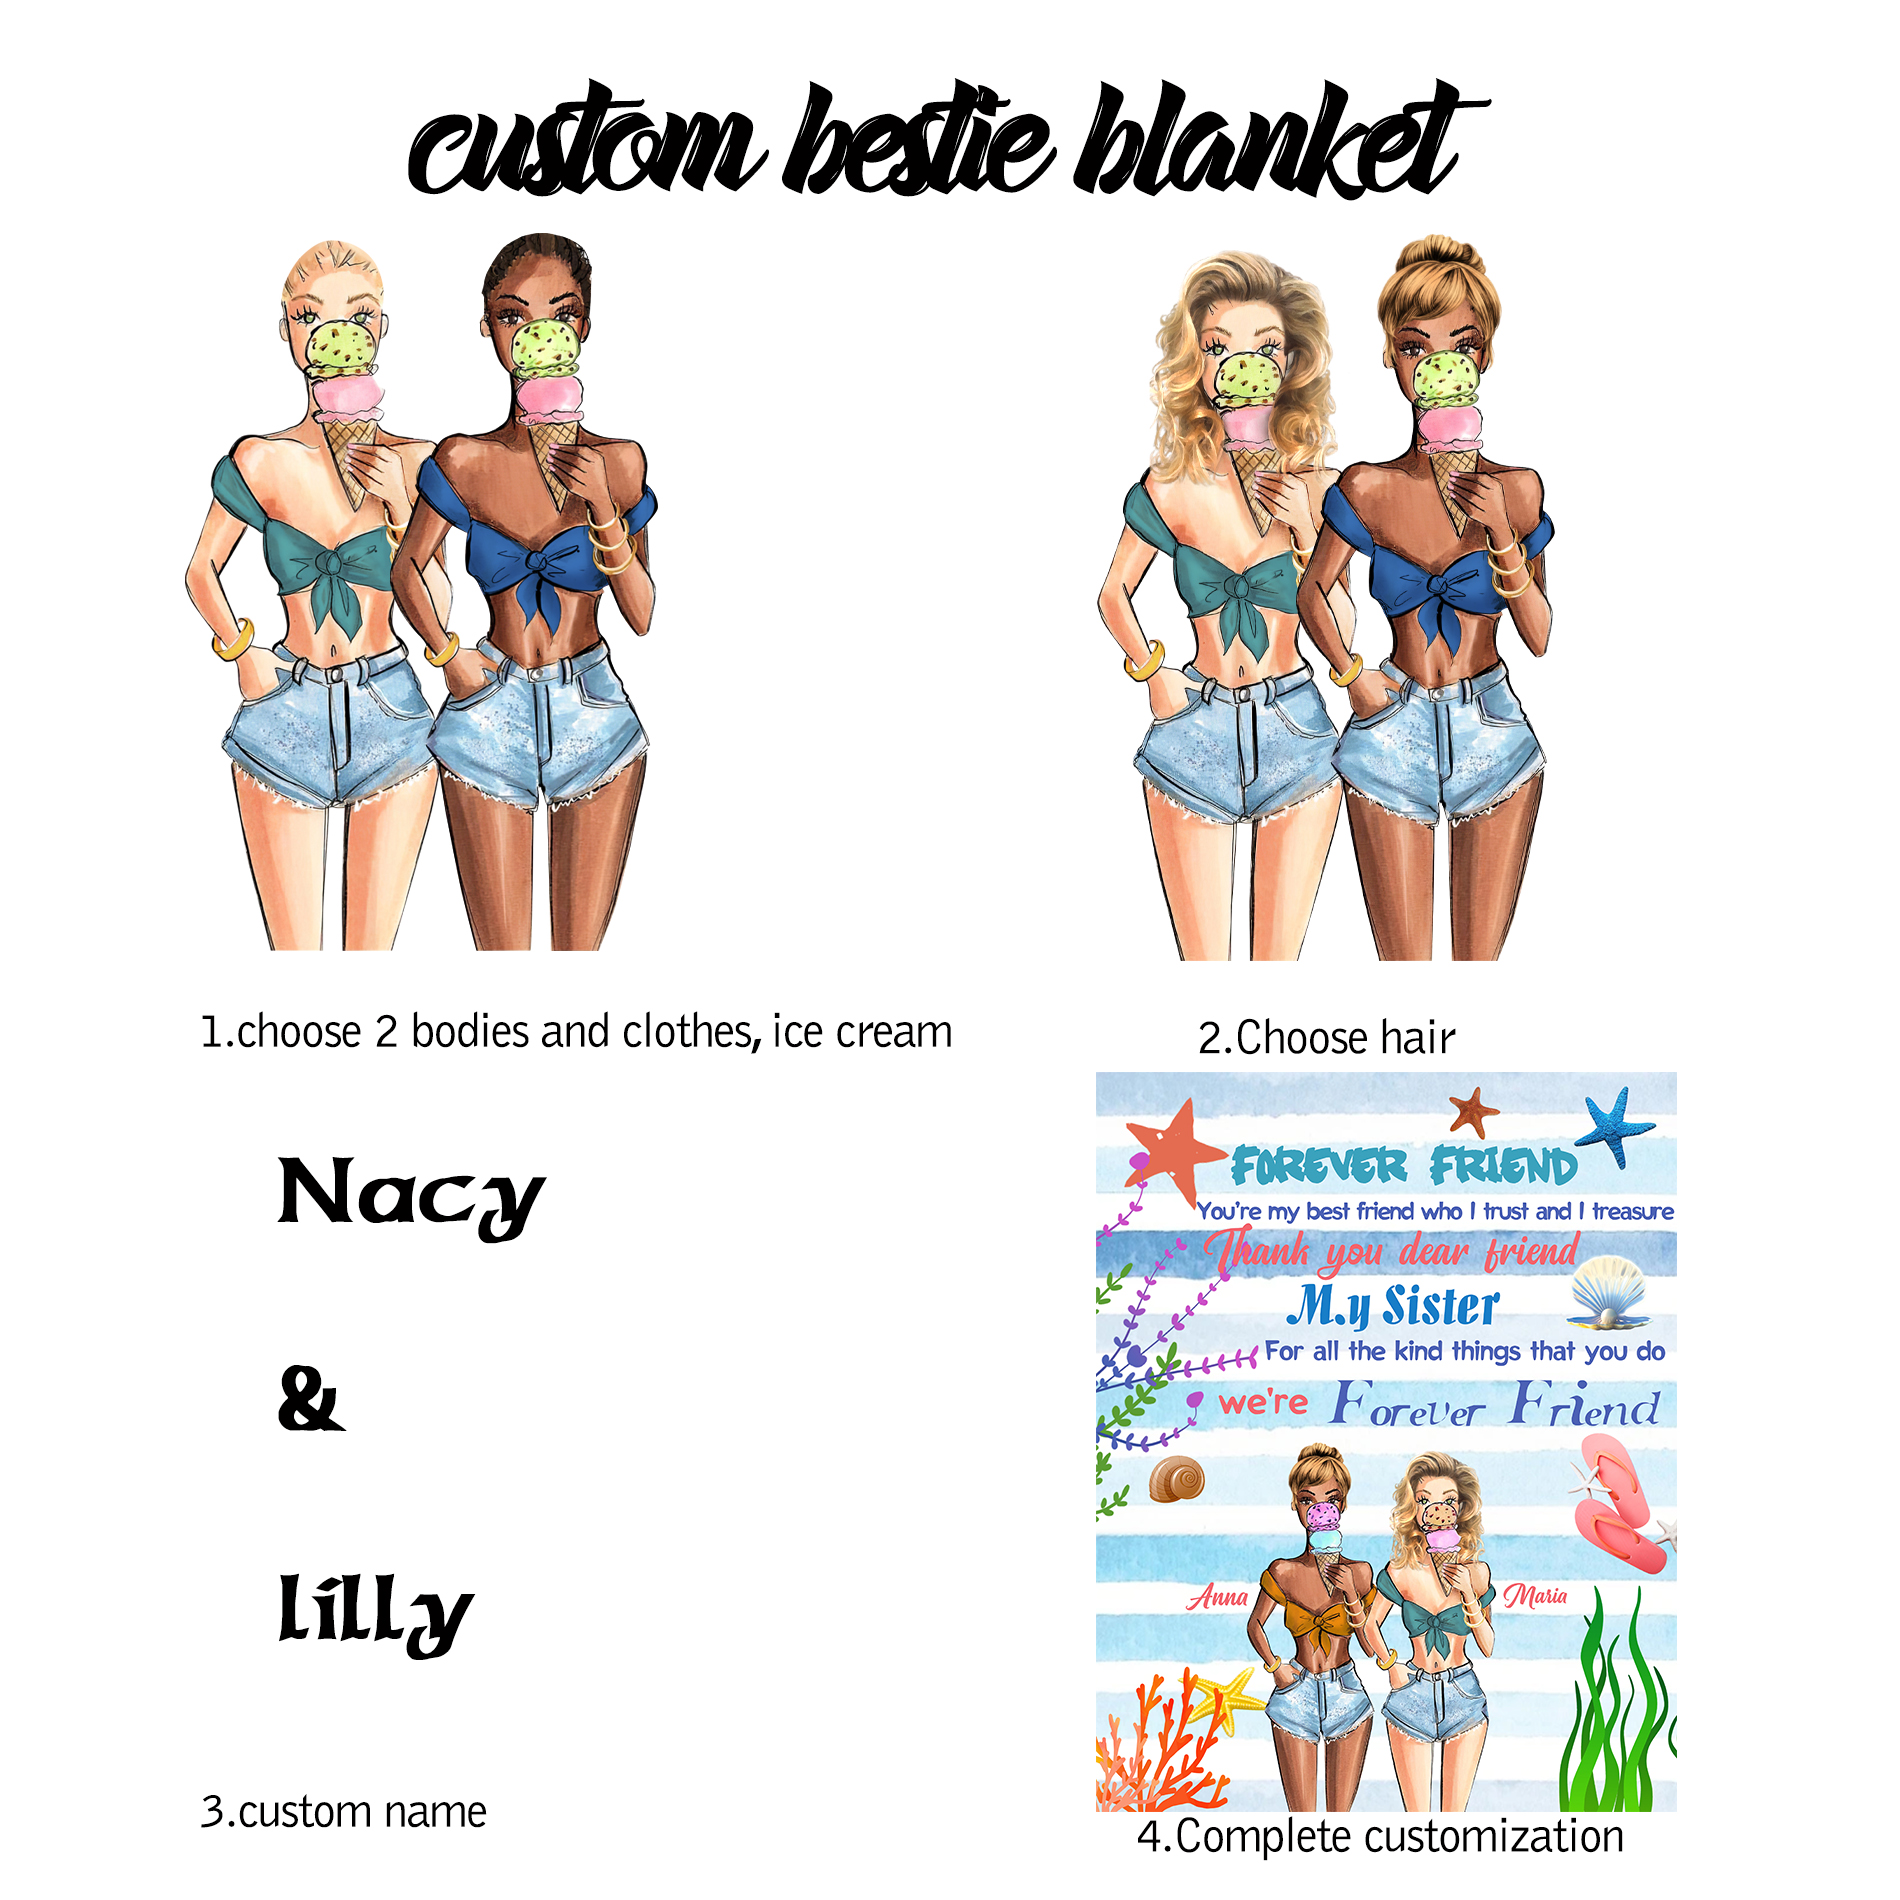 custom bestie blanket
1.choose 2 bodies and clothes, ice cream
2.Choose hair
Nacy
&
lilly
3.custom name
FOREVER FRIEND
You're my best friend who I trust and I treasure
Thank you dear friend
M.y Sister
For all the kind things that you do
we're Forever Friend
Anna
Maria
4.Complete customization